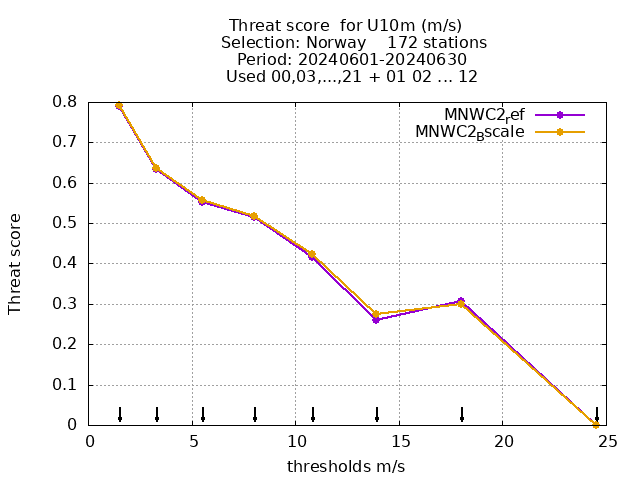 Threat score  for U10m (m/s)
Selection: Norway    172 stations
Period: 20240601-20240630
Used 00,03,...,21 + 01 02 ... 12
MNWC2ref
MNWC2Bscale
Threat score
0.8
0.7
0.6
0.5
0.4
0.3
0.2
0.1
0
0 5 10 15 20 25
thresholds m/s